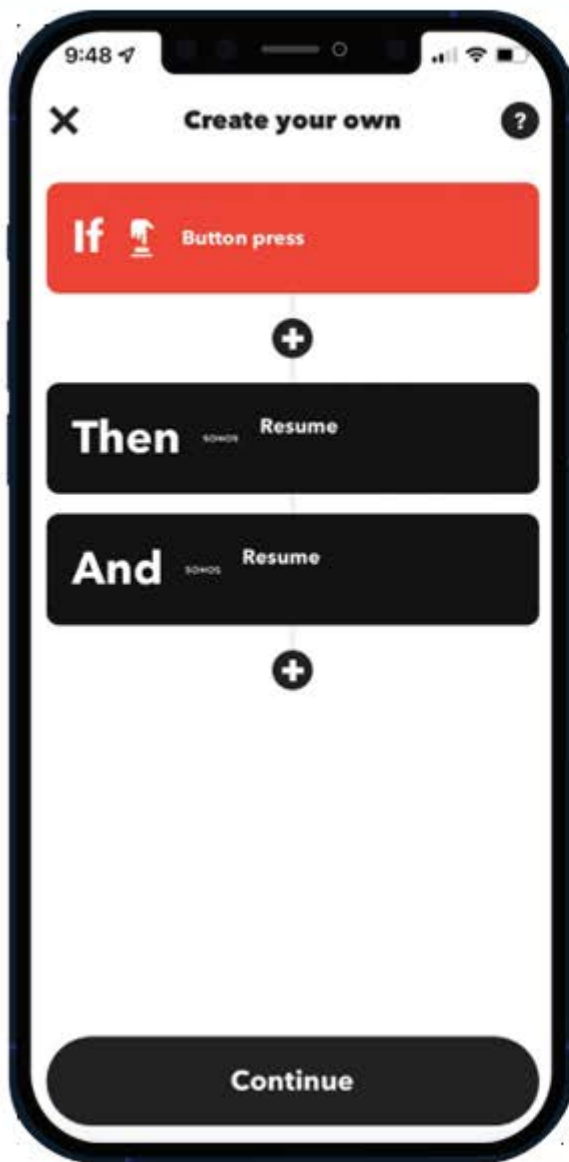 9:48
Create your own
?
If Button press
Then SONOS Resume
And SONOS Resume
Continue